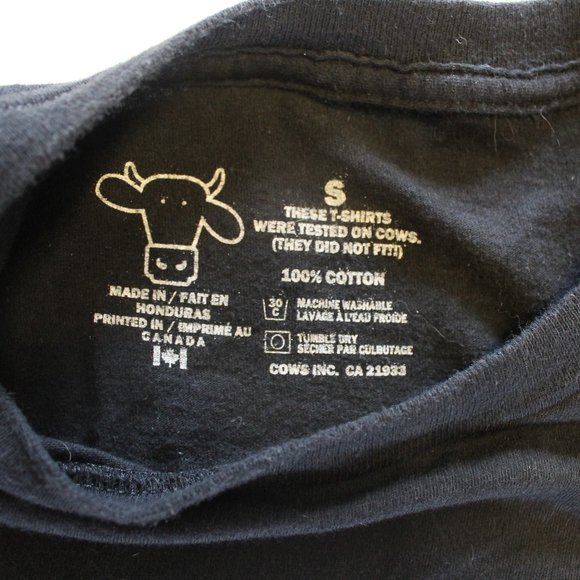 S
THESE T-SHIRTS
WERE TESTED ON COWS.
(THEY DID NOT FIT!)
100% COTTON
30
C
MACHINE WASHABLE
LAVAGE À L'EAU FROIDE
TUMBLE DRY
SÉCHER PAR CULBUTAGE
COWS INC. CA 21933
MADE IN / FAIT EN
HONDURAS
PRINTED IN / IMPRIMÉ AU
CANADA